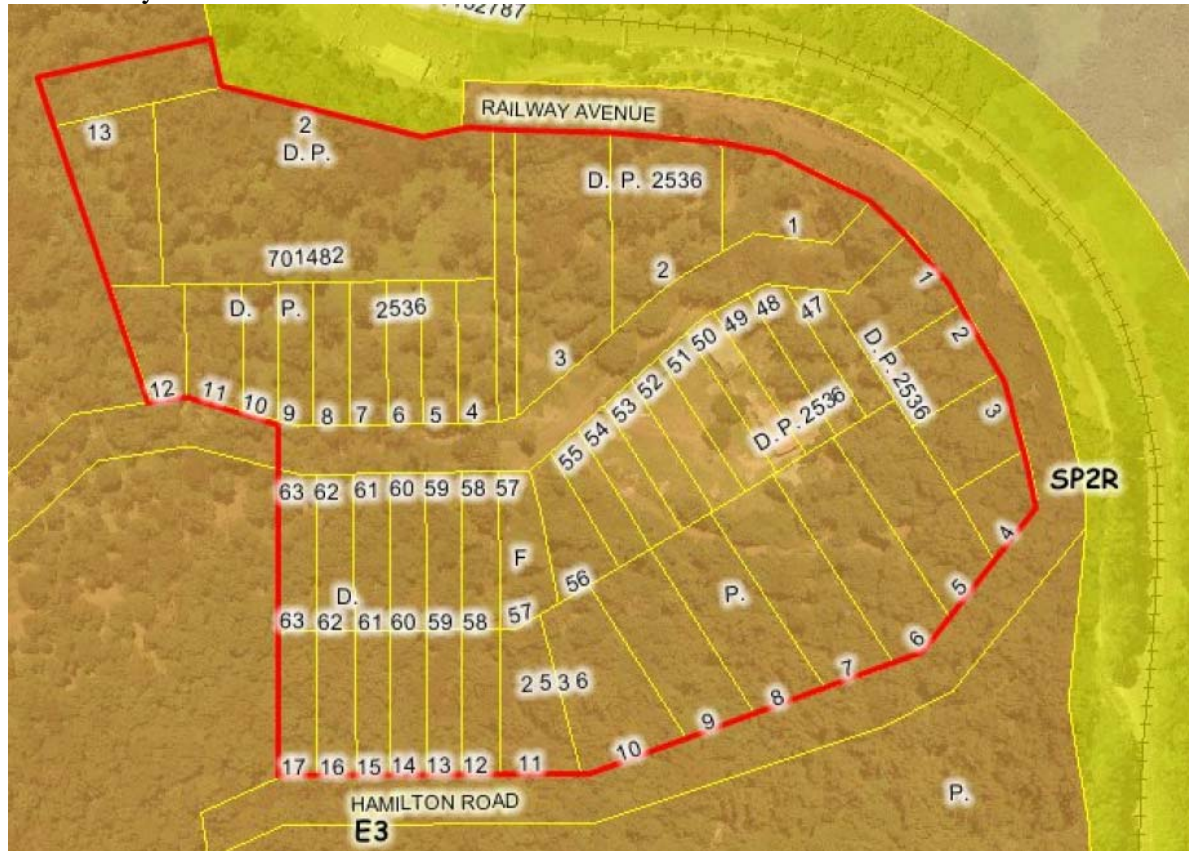 1132787
RAILWAY AVENUE
13
2
D. P.
D. P. 2536
1
2
701482
1
D. P. 2536
49 48 47
2
3
50
51
52
53
54
55
D. P. 2536
D. P. 2536
3
12 11 10 9 8 7 6 5 4
SP2R
63 62 61 60 59 58 57
4
F
56
5
D.
P.
63 62 61 60 59 58 57
6
2 5 3 6
7
8
9
10
17 16 15 14 13 12 11
HAMILTON ROAD
P.
E3